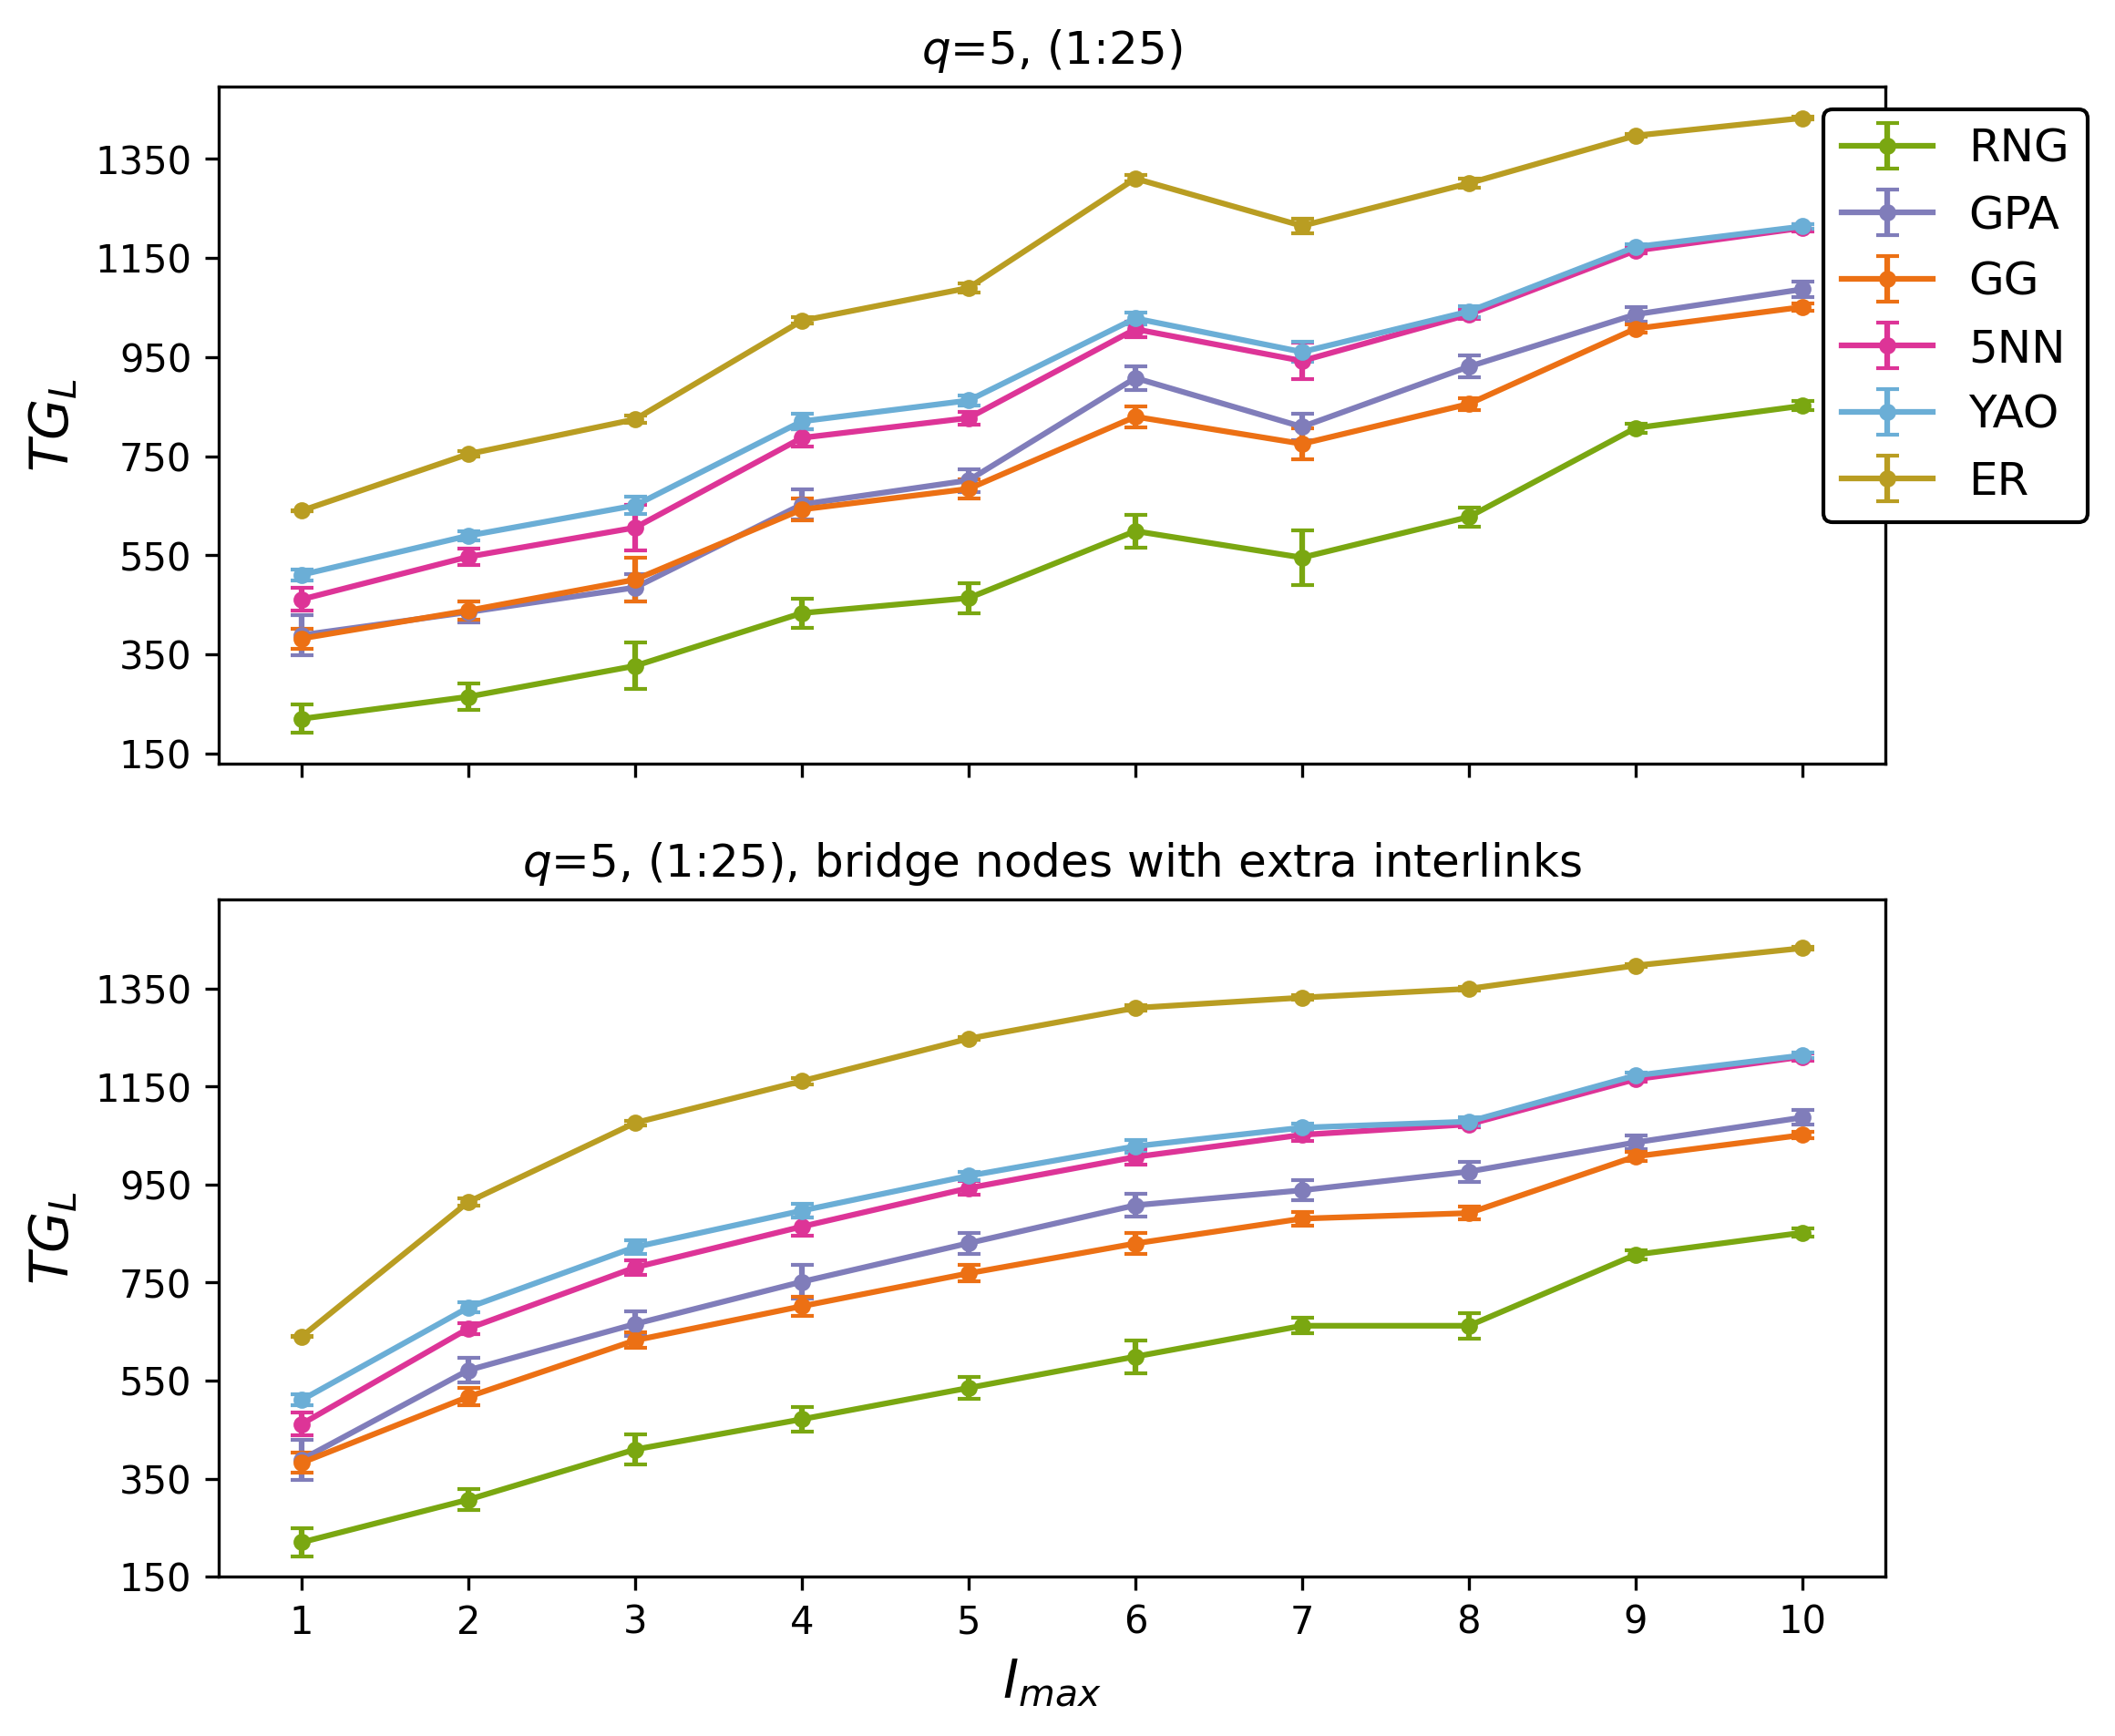 q=5, (1:25)
1350
1150
950
750
550
350
150
TG_L
RNG
GPA
GG
5NN
YAO
ER
q=5, (1:25), bridge nodes with extra interlinks
1350
1150
950
750
550
350
150
TG_L
1 2 3 4 5 6 7 8 9 10
I_max